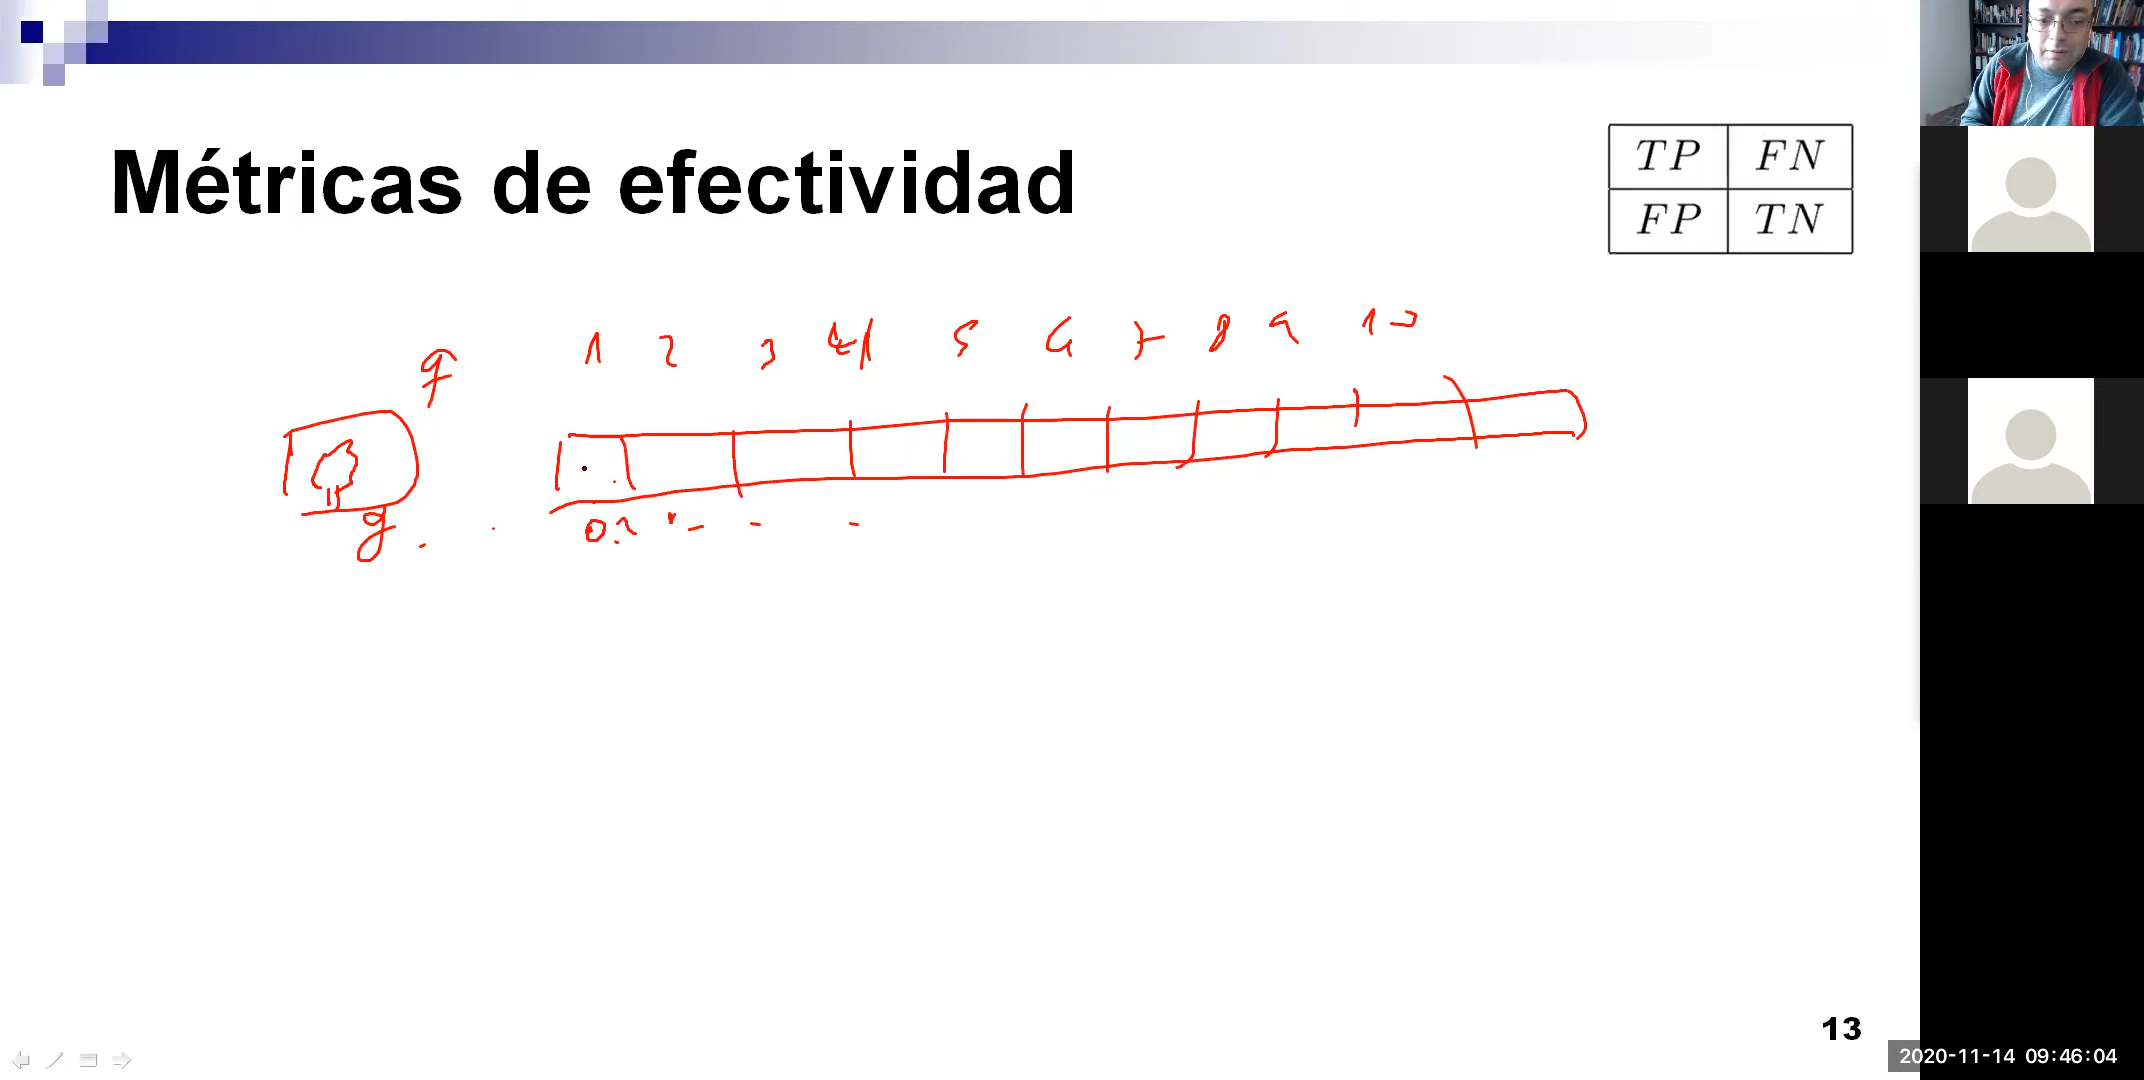 Métricas de efectividad
TP FN
FP TN
q
1 2 3 4 5 6 7 8 9 10
g
13
2020-11-14 09:46:04